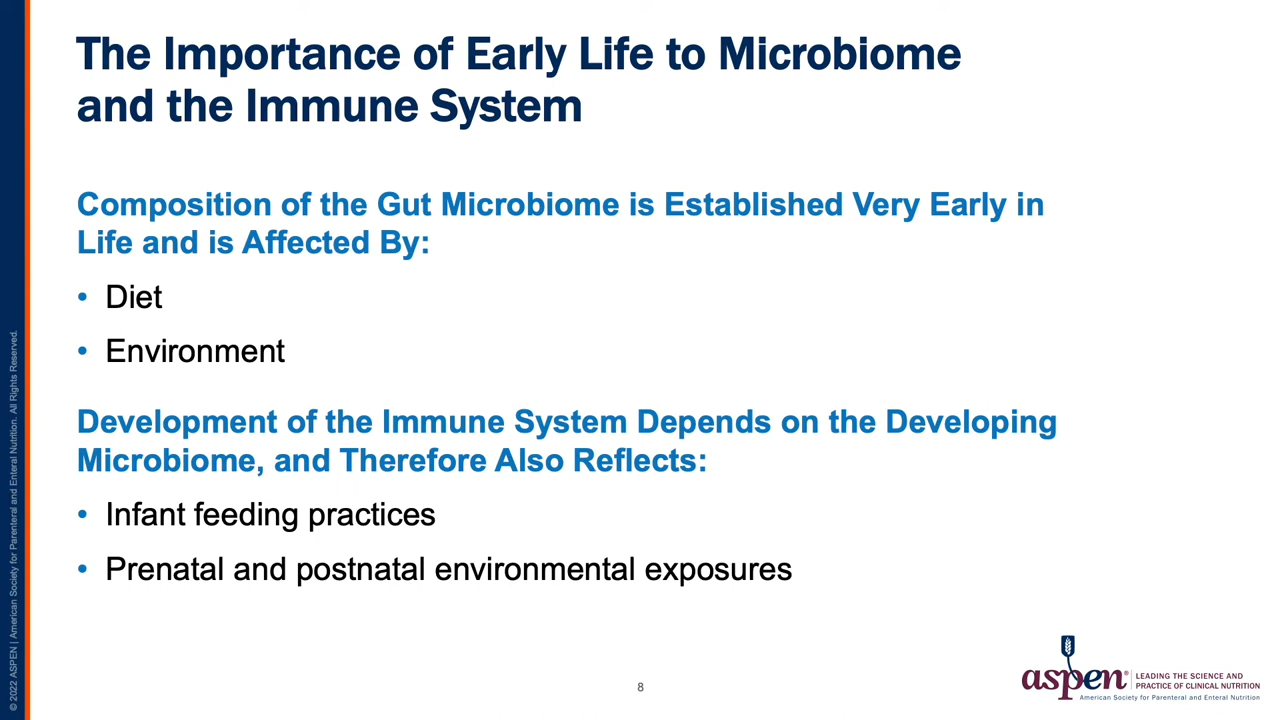 The Importance of Early Life to Microbiome
and the Immune System
Composition of the Gut Microbiome is Established Very Early in
Life and is Affected By:
• Diet
• Environment
Development of the Immune System Depends on the Developing
Microbiome, and Therefore Also Reflects:
• Infant feeding practices
• Prenatal and postnatal environmental exposures
© 2022 ASPEN | American Society for Parenteral and Enteral Nutrition. All Rights Reserved.
8
aspen®
LEADING THE SCIENCE AND
PRACTICE OF CLINICAL NUTRITION
American Society for Parenteral and Enteral Nutrition